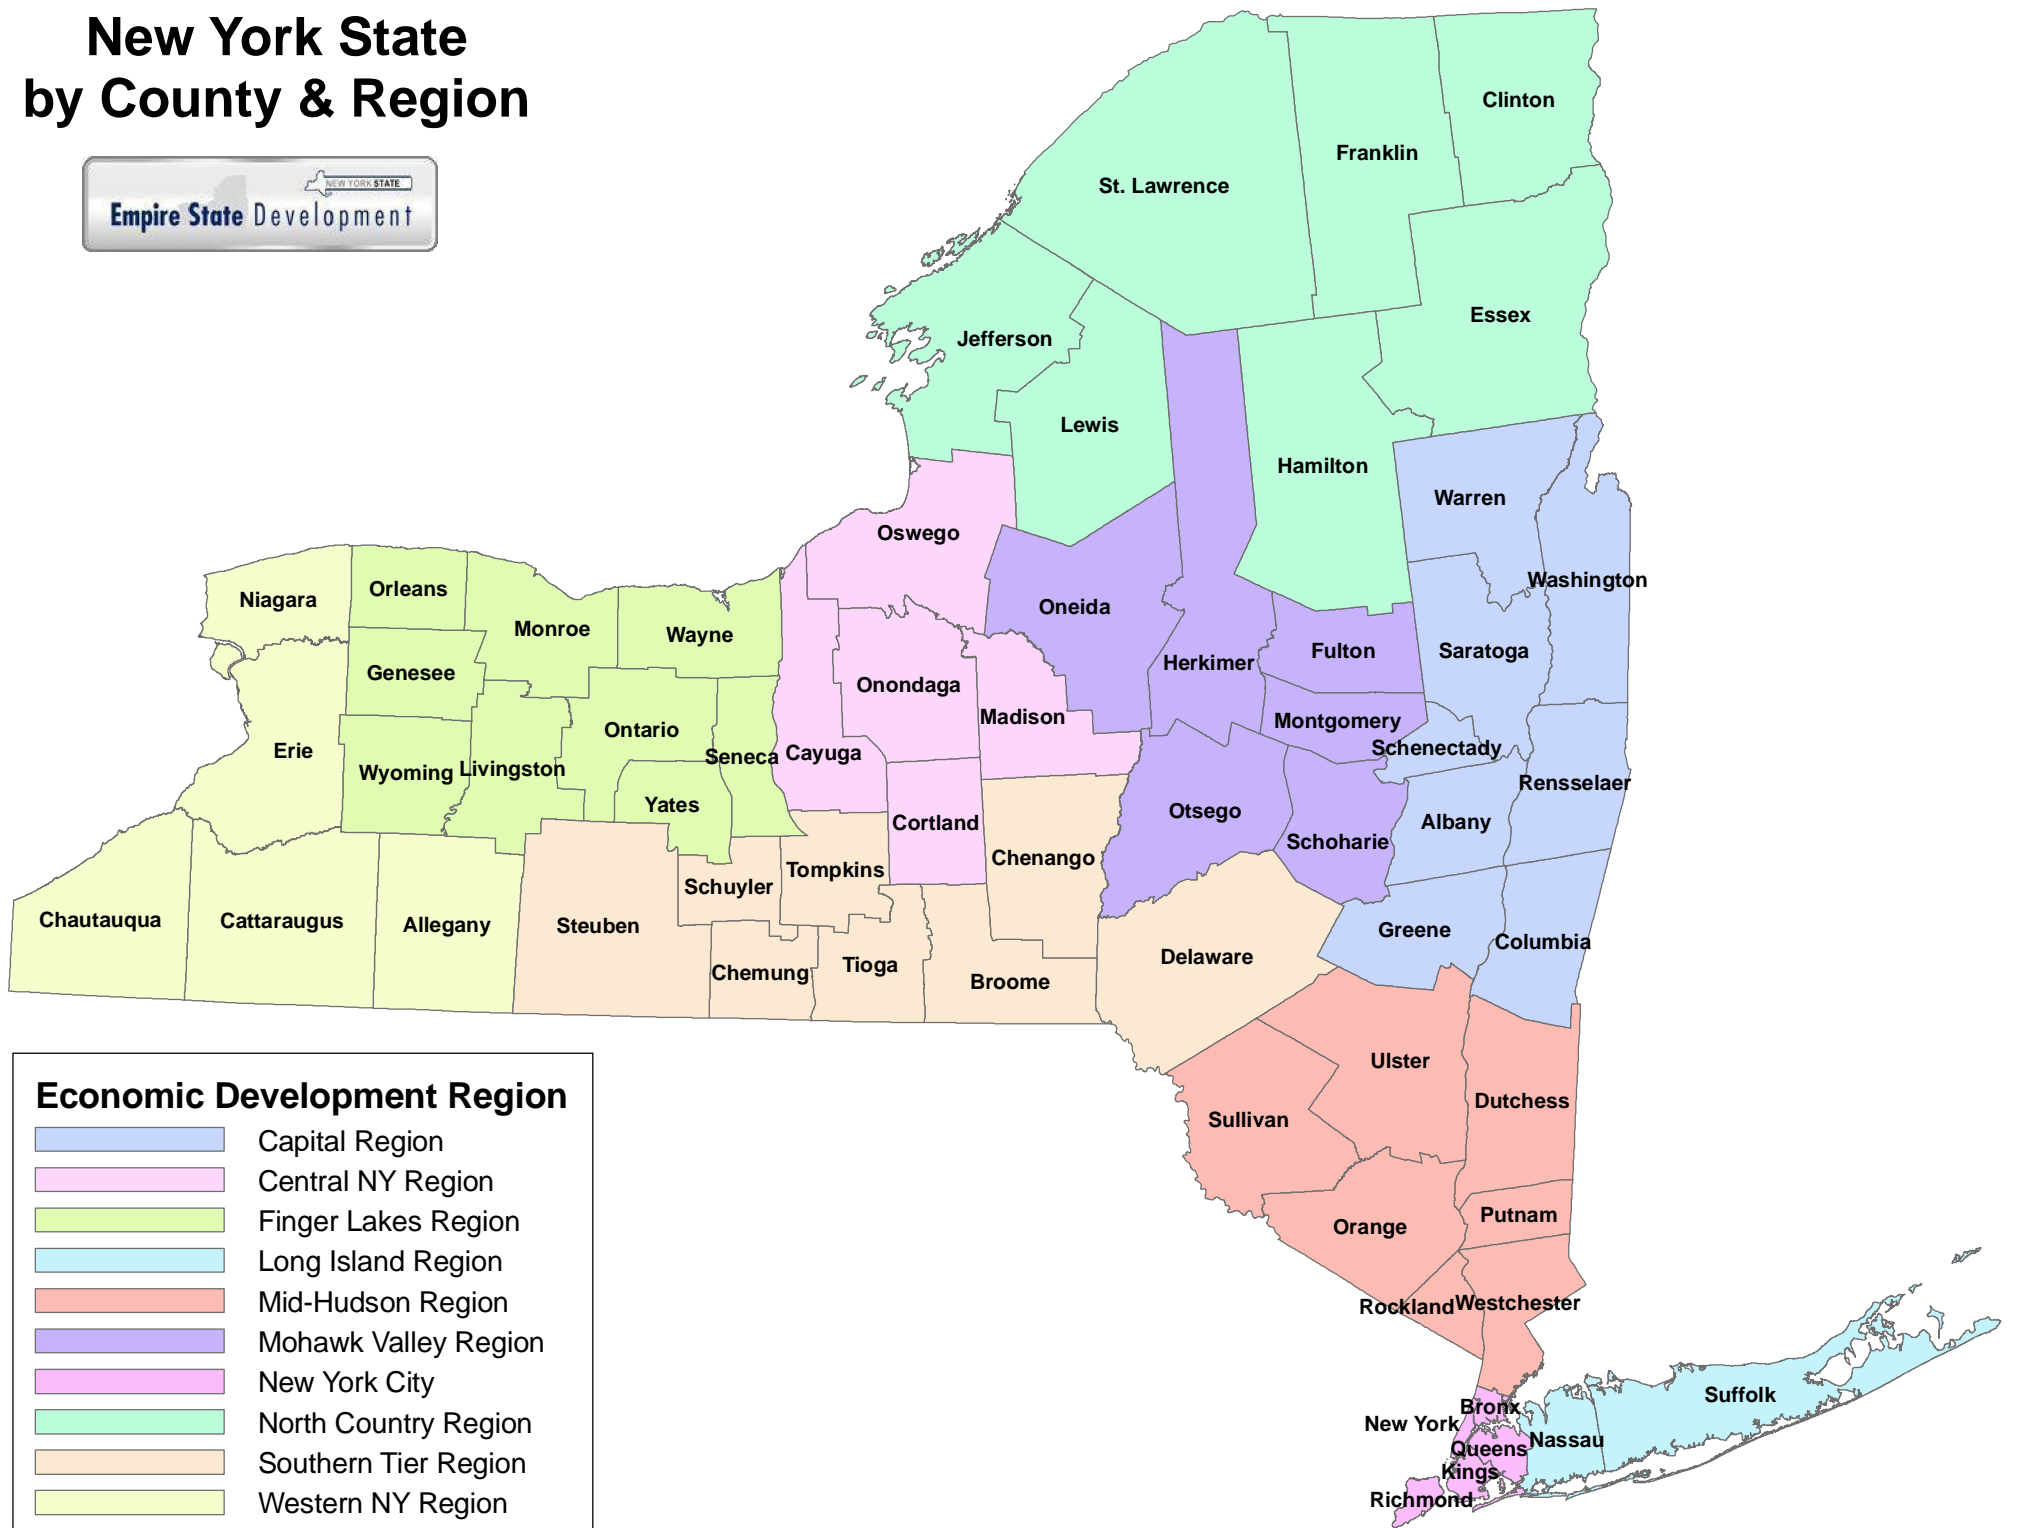 New York State
by County & Region
NEW YORK STATE
Empire State Development
Clinton
Franklin
St. Lawrence
Essex
Jefferson
Lewis
Hamilton
Warren
Oswego
Washington
Niagara
Orleans
Oneida
Monroe
Wayne
Herkimer
Fulton
Saratoga
Genesee
Onondaga
Madison
Montgomery
Ontario
Schenectady
Erie
Seneca
Cayuga
Wyoming
Livingston
Rensselaer
Yates
Otsego
Cortland
Albany
Schoharie
Chenango
Tompkins
Schuyler
Chautauqua
Cattaraugus
Allegany
Steuben
Greene
Columbia
Delaware
Tioga
Chemung
Broome
Ulster
Dutchess
Sullivan
Putnam
Orange
Rockland
Westchester
Suffolk
Bronx
New York
Nassau
Queens
Kings
Richmond
Economic Development Region
Capital Region
Central NY Region
Finger Lakes Region
Long Island Region
Mid-Hudson Region
Mohawk Valley Region
New York City
North Country Region
Southern Tier Region
Western NY Region